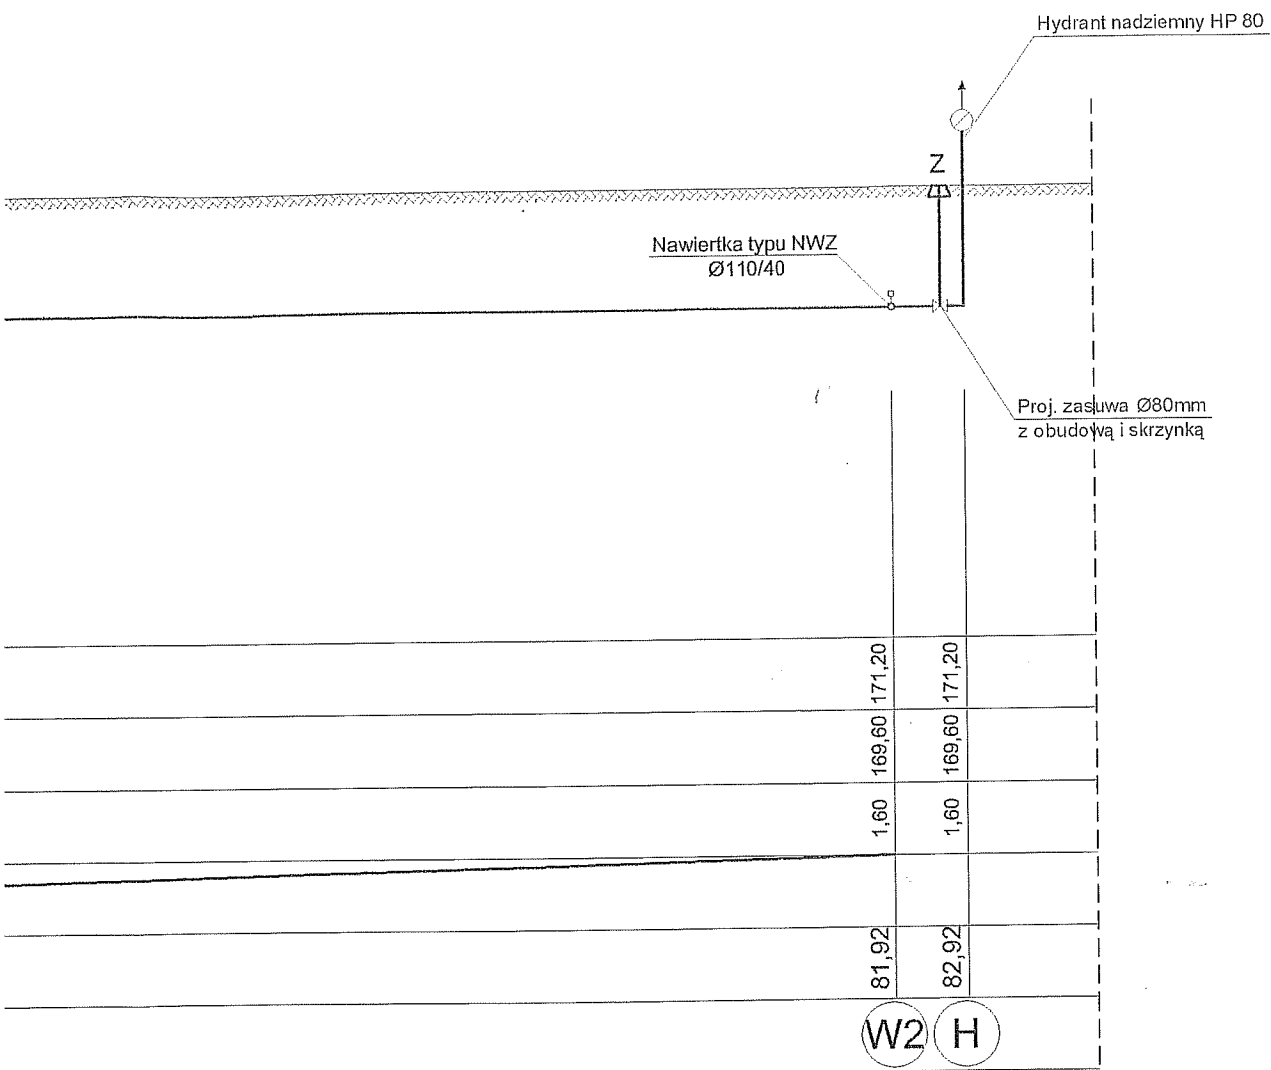 Hydrant nadziemny HP 80
Z
Nawiertka typu NWZ
Ø110/40
Proj. zasuwa Ø80mm
z obudową i skrzynką
171,20
171,20
169,60
169,60
1,60
1,60
81,92
82,92
W2
H